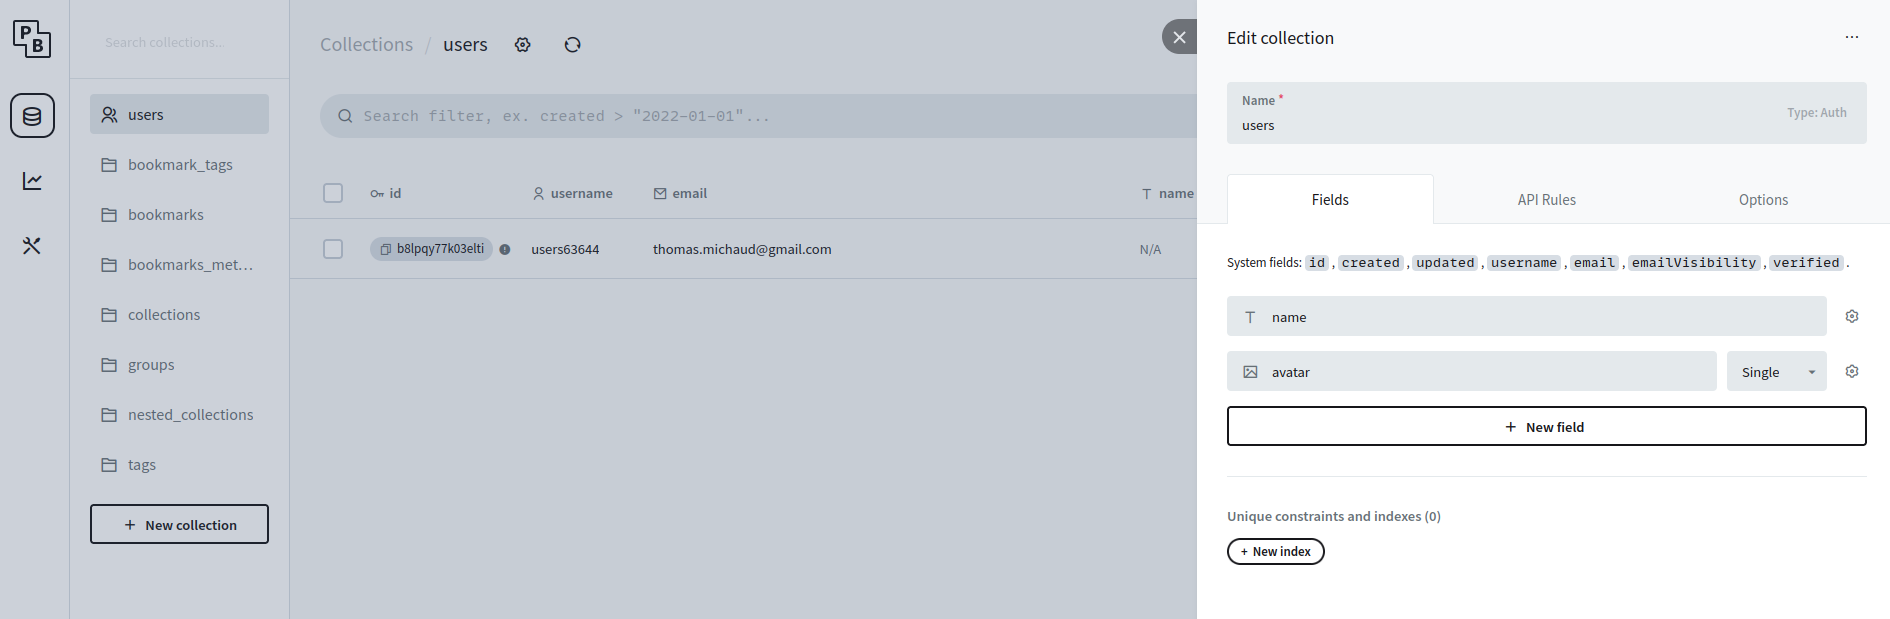 P
B
Search collections...
users
bookmark_tags
bookmarks
bookmarks_met...
collections
groups
nested_collections
tags
+ New collection
Collections / users
Search filter, ex. created > "2022-01-01"...
id username email name
b8lpqy77k03elti users63644 thomas.michaud@gmail.com N/A
Edit collection
Name *
users
Type: Auth
Fields API Rules Options
System fields: id , created , updated , username , email , emailVisibility , verified .
name
avatar Single
+ New field
Unique constraints and indexes (0)
+ New index